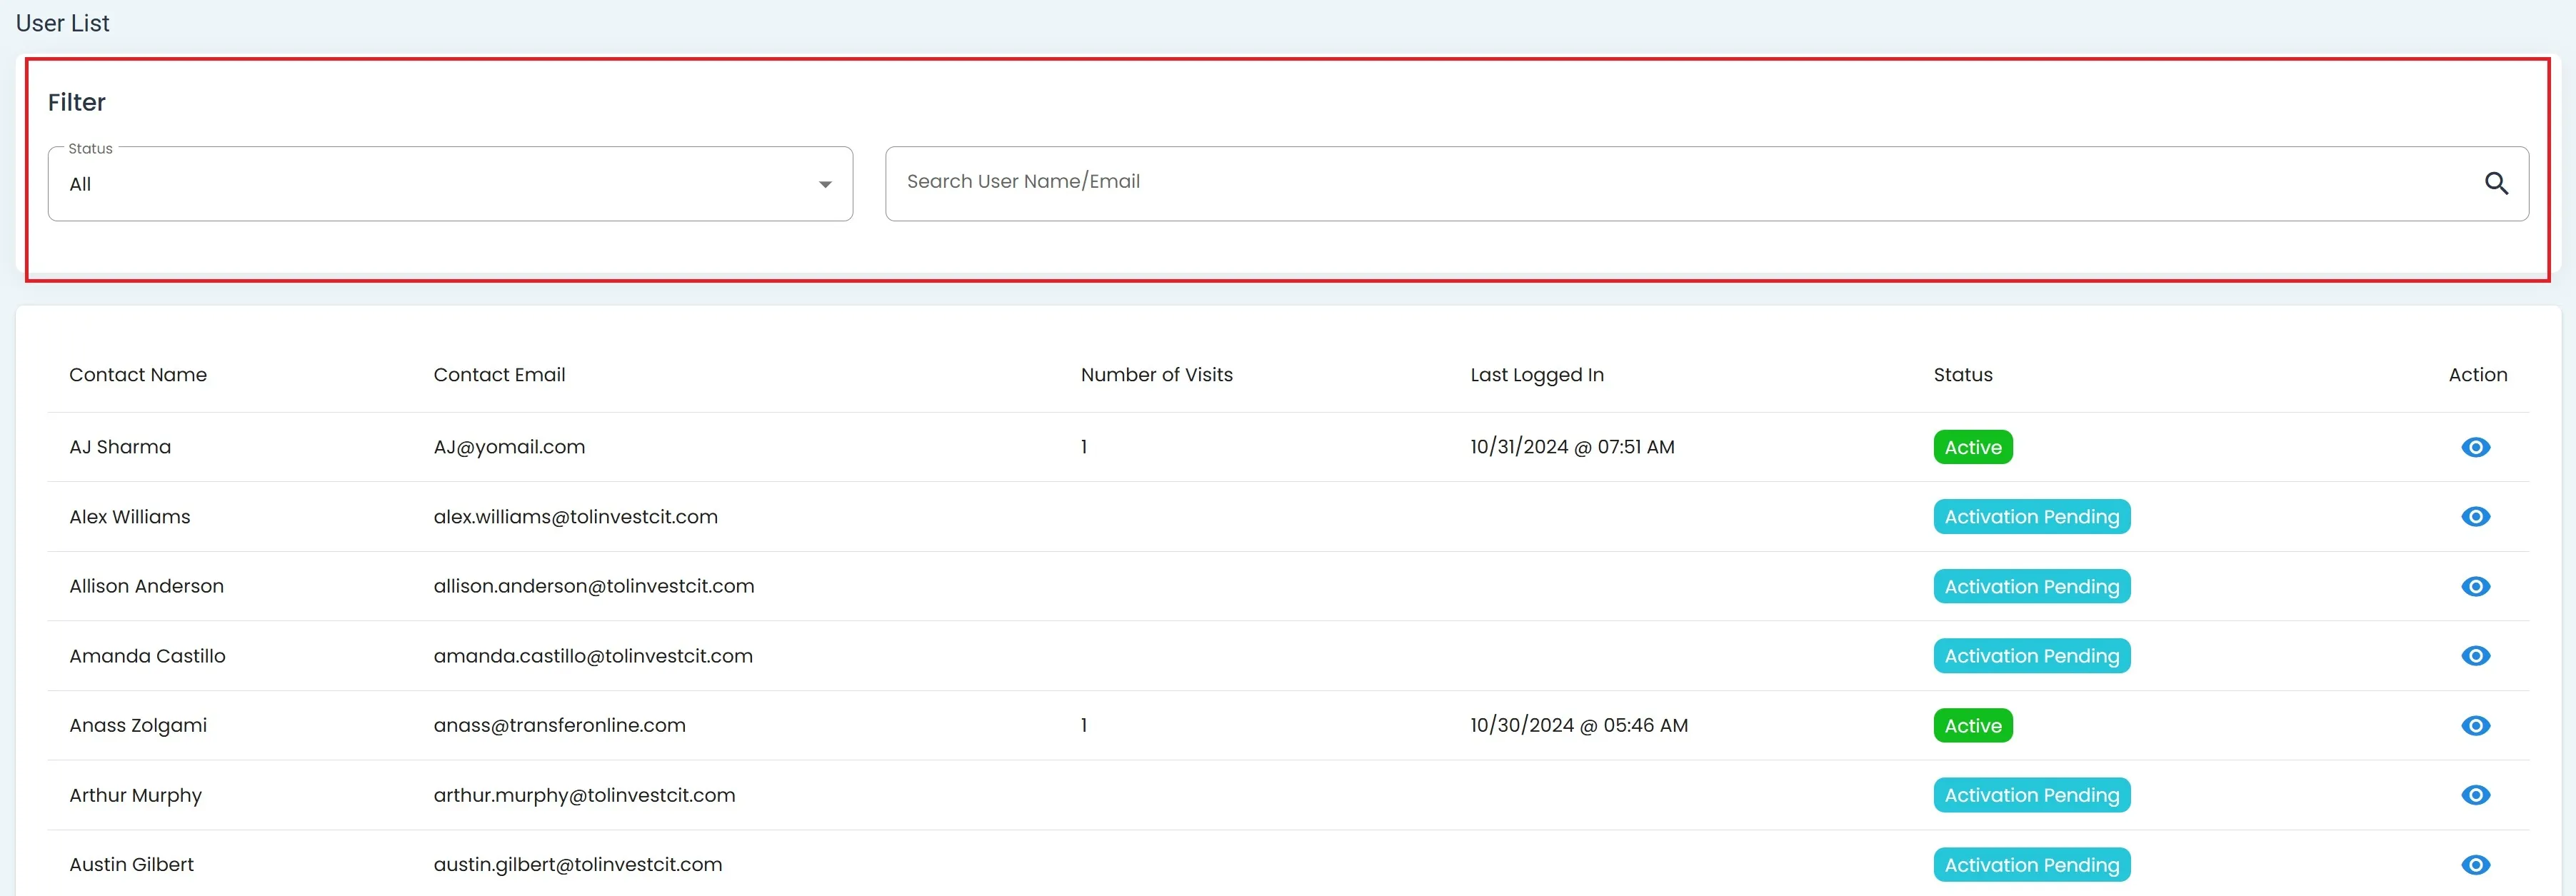 User List
Filter
Status
All
Search User Name/Email
Contact Name Contact Email Number of Visits Last Logged In Status Action
AJ Sharma AJ@yomail.com 1 10/31/2024 @ 07:51 AM Active
Alex Williams alex.williams@tolinvestcit.com Activation Pending
Allison Anderson allison.anderson@tolinvestcit.com Activation Pending
Amanda Castillo amanda.castillo@tolinvestcit.com Activation Pending
Anass Zolgami anass@transferonline.com 1 10/30/2024 @ 05:46 AM Active
Arthur Murphy arthur.murphy@tolinvestcit.com Activation Pending
Austin Gilbert austin.gilbert@tolinvestcit.com Activation Pending